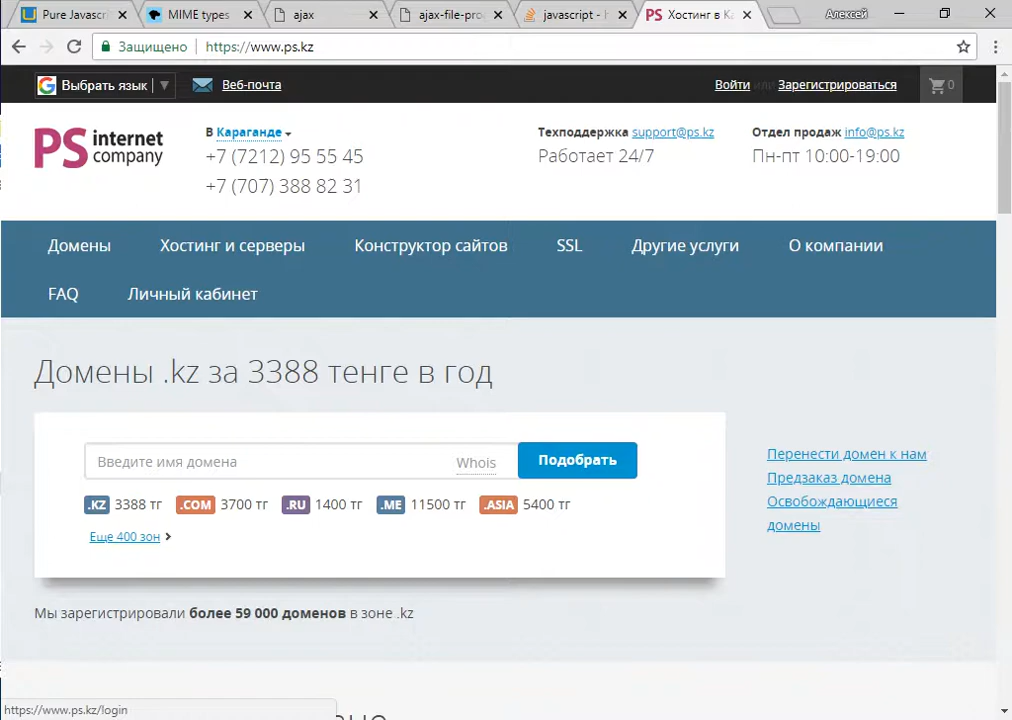 Pure Javascri
MIME types
ajax
ajax-file-pro
javascript - H
PS Хостинг в Ка
Алексей
Защищено
https://www.ps.kz
G Выбрать язык
Веб-почта
Войти или Зарегистрироваться
0
PS internet
company
В Караганде
+7 (7212) 95 55 45
+7 (707) 388 82 31
Техподдержка support@ps.kz
Работает 24/7
Отдел продаж info@ps.kz
Пн-пт 10:00-19:00
Домены
Хостинг и серверы
Конструктор сайтов
SSL
Другие услуги
О компании
FAQ
Личный кабинет
Домены .kz за 3388 тенге в год
Введите имя домена
Whois
Подобрать
.KZ 3388 тг .COM 3700 тг .RU 1400 тг .ME 11500 тг .ASIA 5400 тг
Еще 400 зон
Перенести домен к нам
Предзаказ домена
Освобождающиеся
домены
Мы зарегистрировали более 59 000 доменов в зоне .kz
https://www.ps.kz/login